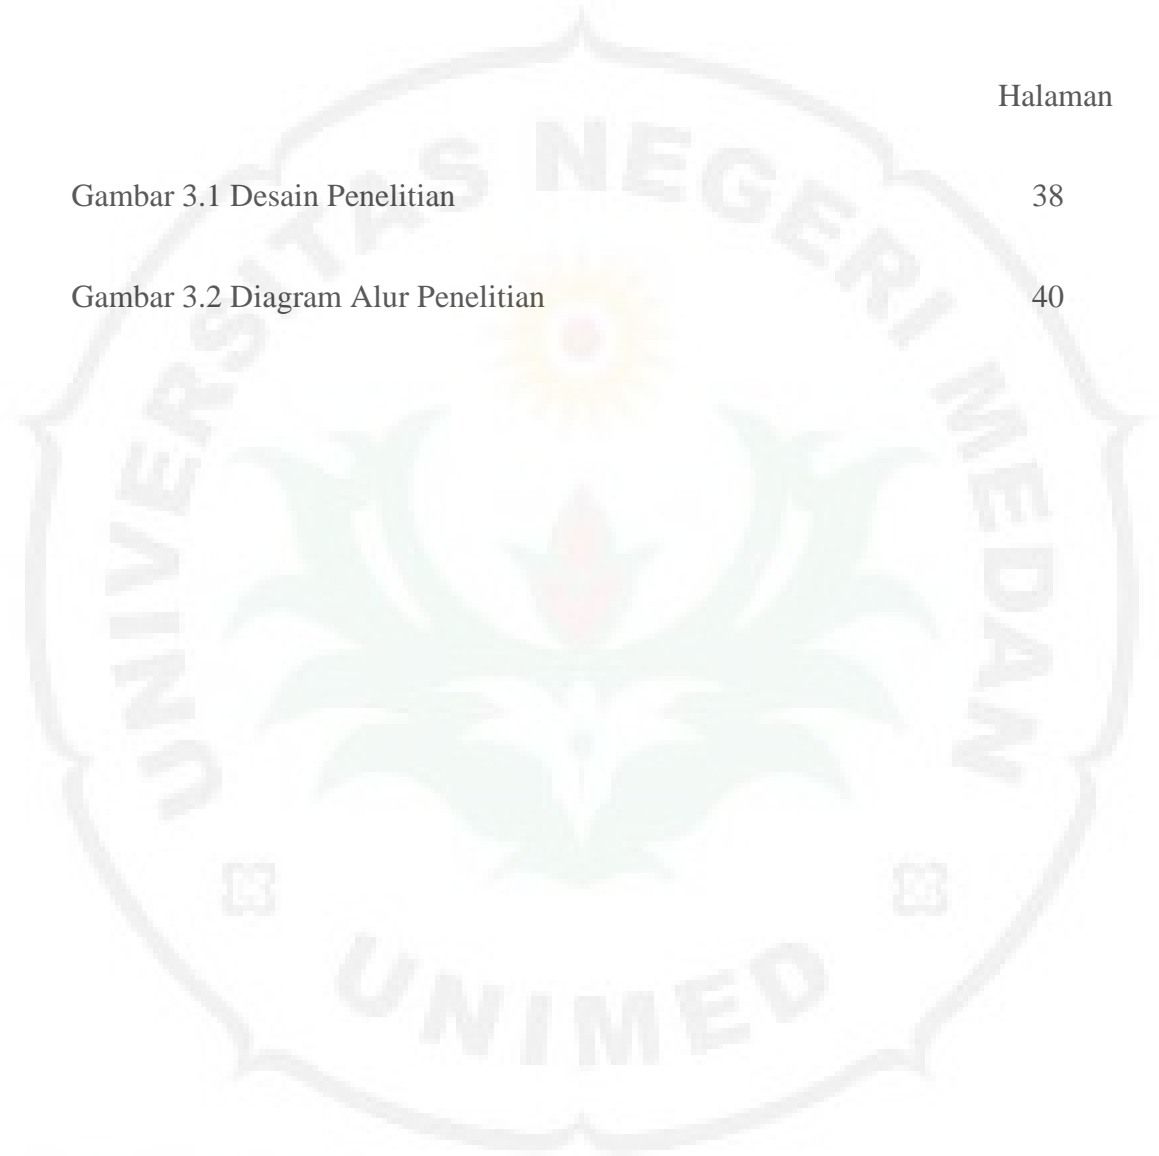 Halaman
Gambar 3.1 Desain Penelitian 38
Gambar 3.2 Diagram Alur Penelitian 40
UNIVERSITAS NEGERI MEDAN
UNIMED